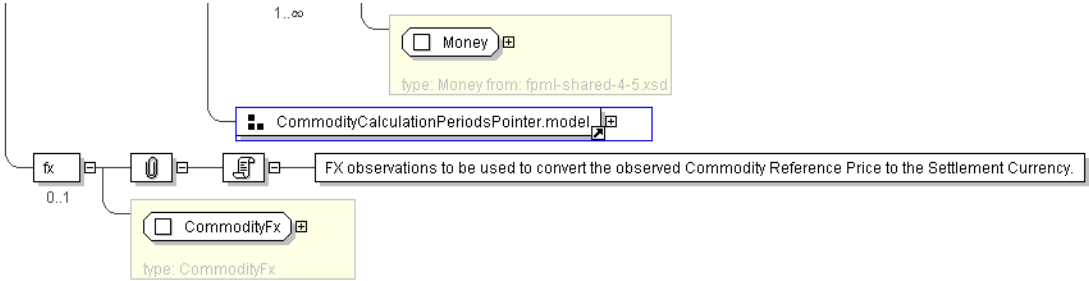 1..∞
Money
type: Money from: fpml-shared-4-5.xsd
CommodityCalculationPeriodsPointer.model
fx
FX observations to be used to convert the observed Commodity Reference Price to the Settlement Currency.
0..1
CommodityFx
type: CommodityFx